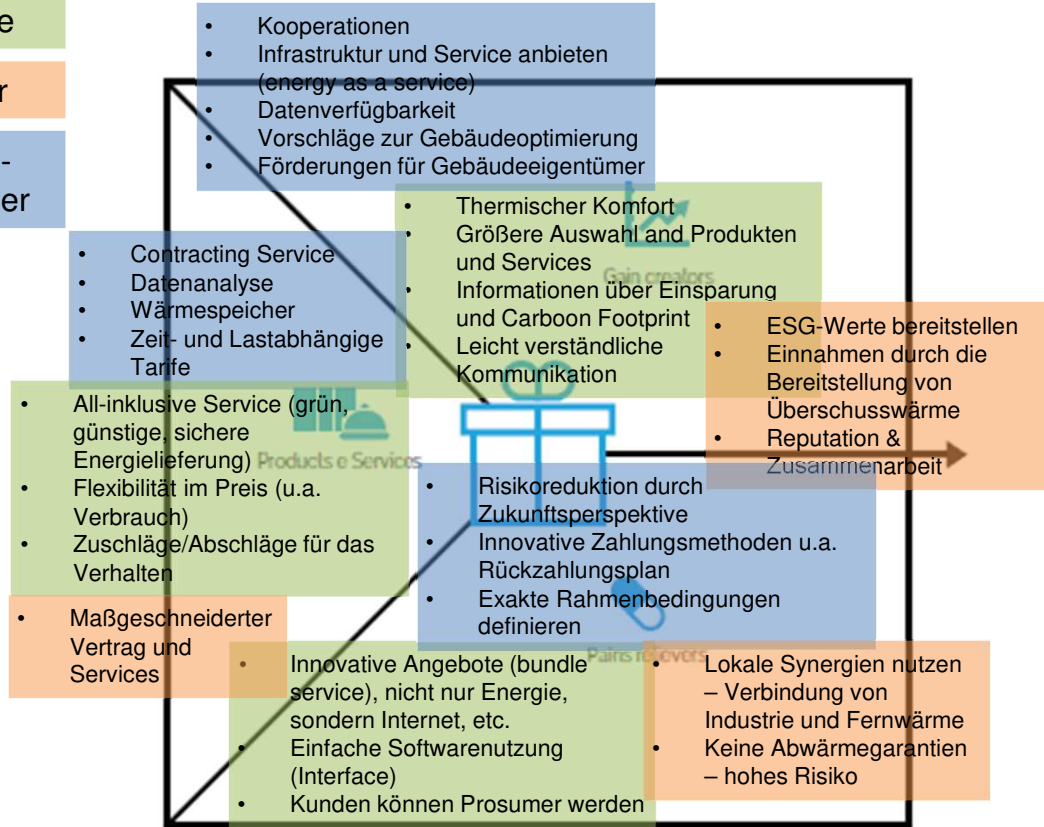 e
r
-
er
• Kooperationen
• Infrastruktur und Service anbieten
(energy as a service)
• Datenverfügbarkeit
• Vorschläge zur Gebäudeoptimierung
• Förderungen für Gebäudeeigentümer
• Thermischer Komfort
• Größere Auswahl and Produkten
und Services
• Informationen über Einsparung
und Carboon Footprint
• Leicht verständliche
Kommunikation
Gain creators
• Contracting Service
• Datenanalyse
• Wärmespeicher
• Zeit- und Lastabhängige
Tarife
• ESG-Werte bereitstellen
• Einnahmen durch die
Bereitstellung von
Überschusswärme
• Reputation &
Zusammenarbeit
• All-inklusive Service (grün,
günstige, sichere
Energielieferung)
• Flexibilität im Preis (u.a.
Verbrauch)
• Zuschläge/Abschläge für das
Verhalten
Products e Services
• Risikoreduktion durch
Zukunftsperspektive
• Innovative Zahlungsmethoden u.a.
Rückzahlungsplan
• Exakte Rahmenbedingungen
definieren
Pains relievers
• Maßgeschneiderter
Vertrag und
Services
• Innovative Angebote (bundle
service), nicht nur Energie,
sondern Internet, etc.
• Einfache Softwarenutzung
(Interface)
• Kunden können Prosumer werden
• Lokale Synergien nutzen
– Verbindung von
Industrie und Fernwärme
• Keine Abwärmegarantien
– hohes Risiko